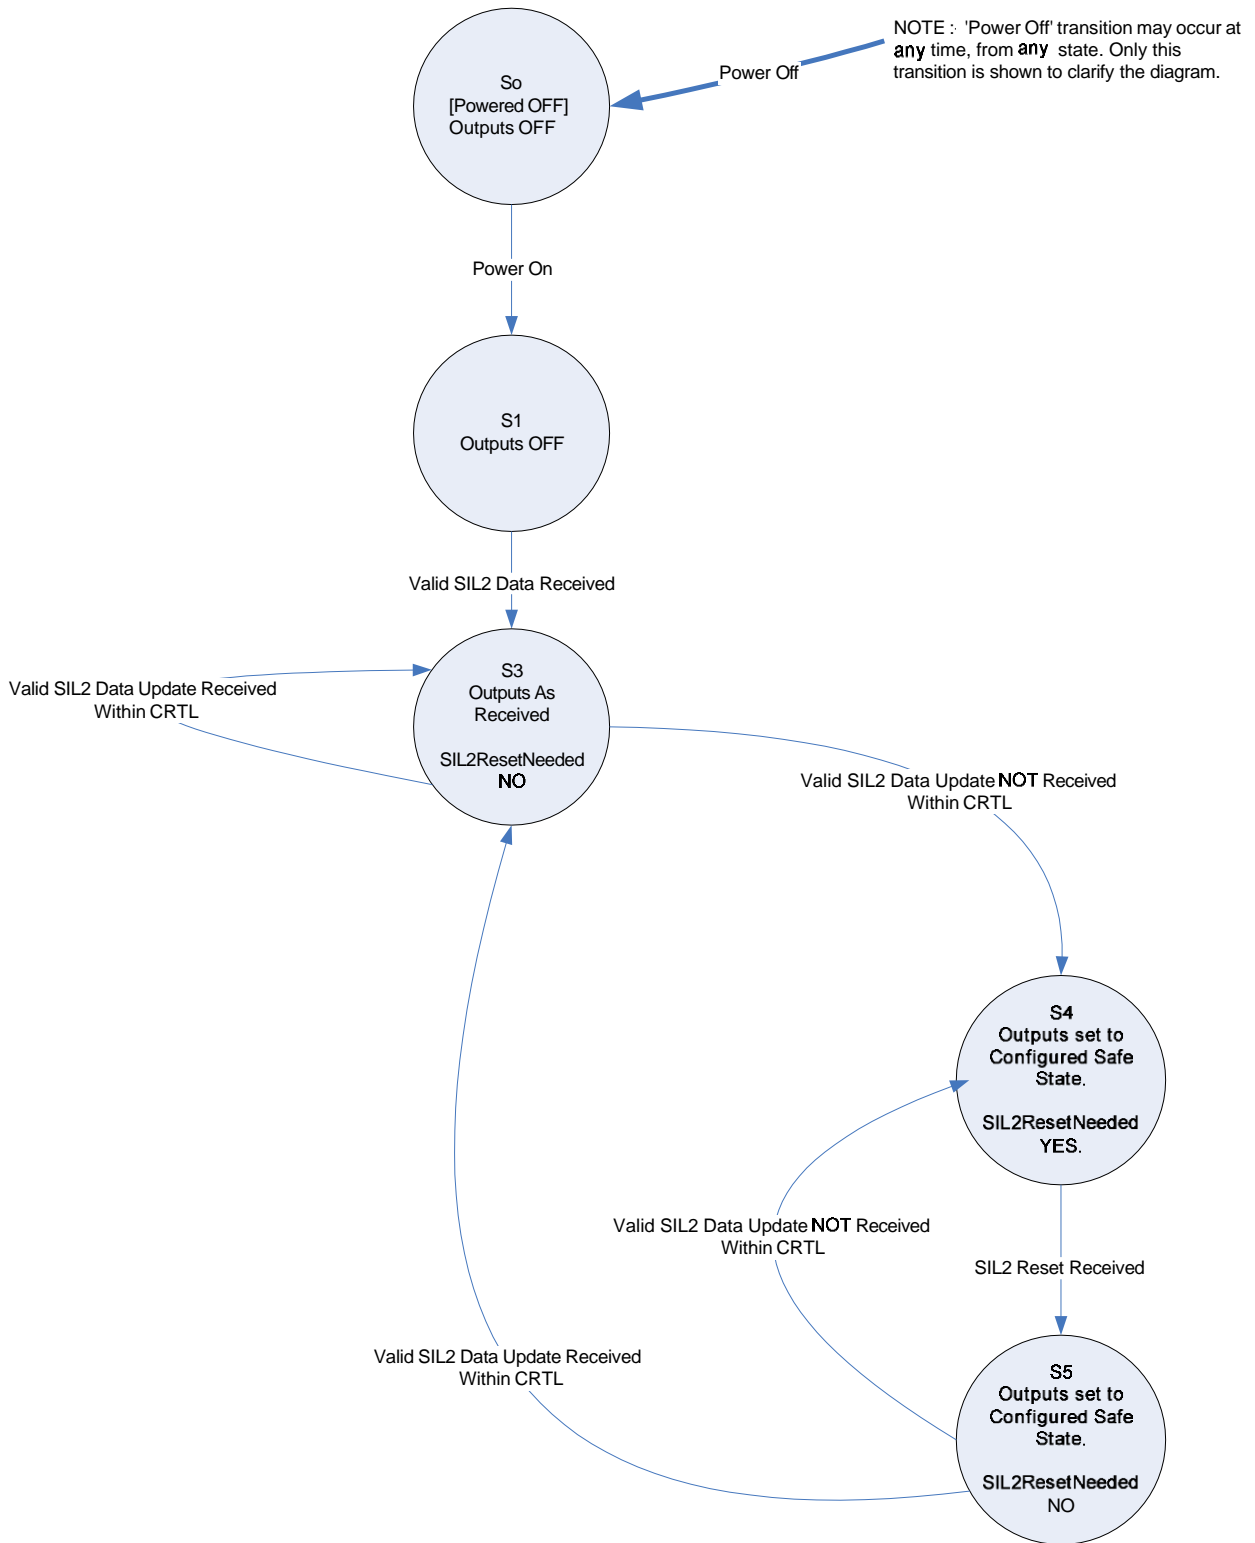 NOTE : 'Power Off' transition may occur at
any time, from any state. Only this
transition is shown to clarify the diagram.
Power Off
So
[Powered OFF]
Outputs OFF
Power On
S1
Outputs OFF
Valid SIL2 Data Received
S3
Outputs As
Received
SIL2ResetNeeded
NO
Valid SIL2 Data Update Received
Within CRTL
Valid SIL2 Data Update NOT Received
Within CRTL
S4
Outputs set to
Configured Safe
State.
SIL2ResetNeeded
YES.
Valid SIL2 Data Update NOT Received
Within CRTL
SIL2 Reset Received
Valid SIL2 Data Update Received
Within CRTL
S5
Outputs set to
Configured Safe
State.
SIL2ResetNeeded
NO